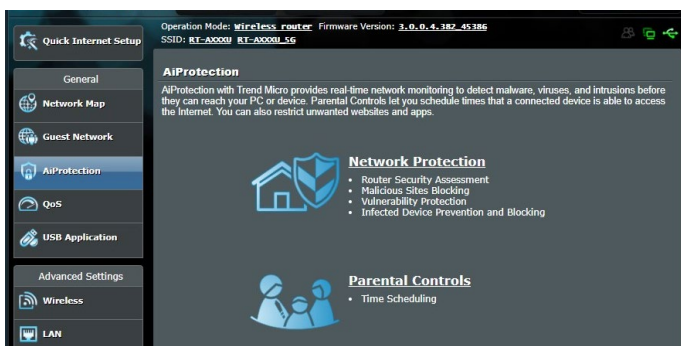 Quick Internet Setup
General
Network Map
Guest Network
AiProtection
QoS
USB Application
Advanced Settings
Wireless
LAN
Operation Mode: Wireless router Firmware Version: 3.0.0.4.382_45386
SSID: RT-AXXXU RT-AXXXU_5G
AiProtection
AiProtection with Trend Micro provides real-time network monitoring to detect malware, viruses, and intrusions before
they can reach your PC or device. Parental Controls let you schedule times that a connected device is able to access
the Internet. You can also restrict unwanted websites and apps.
Network Protection
• Router Security Assessment
• Malicious Sites Blocking
• Vulnerability Protection
• Infected Device Prevention and Blocking
Parental Controls
• Time Scheduling